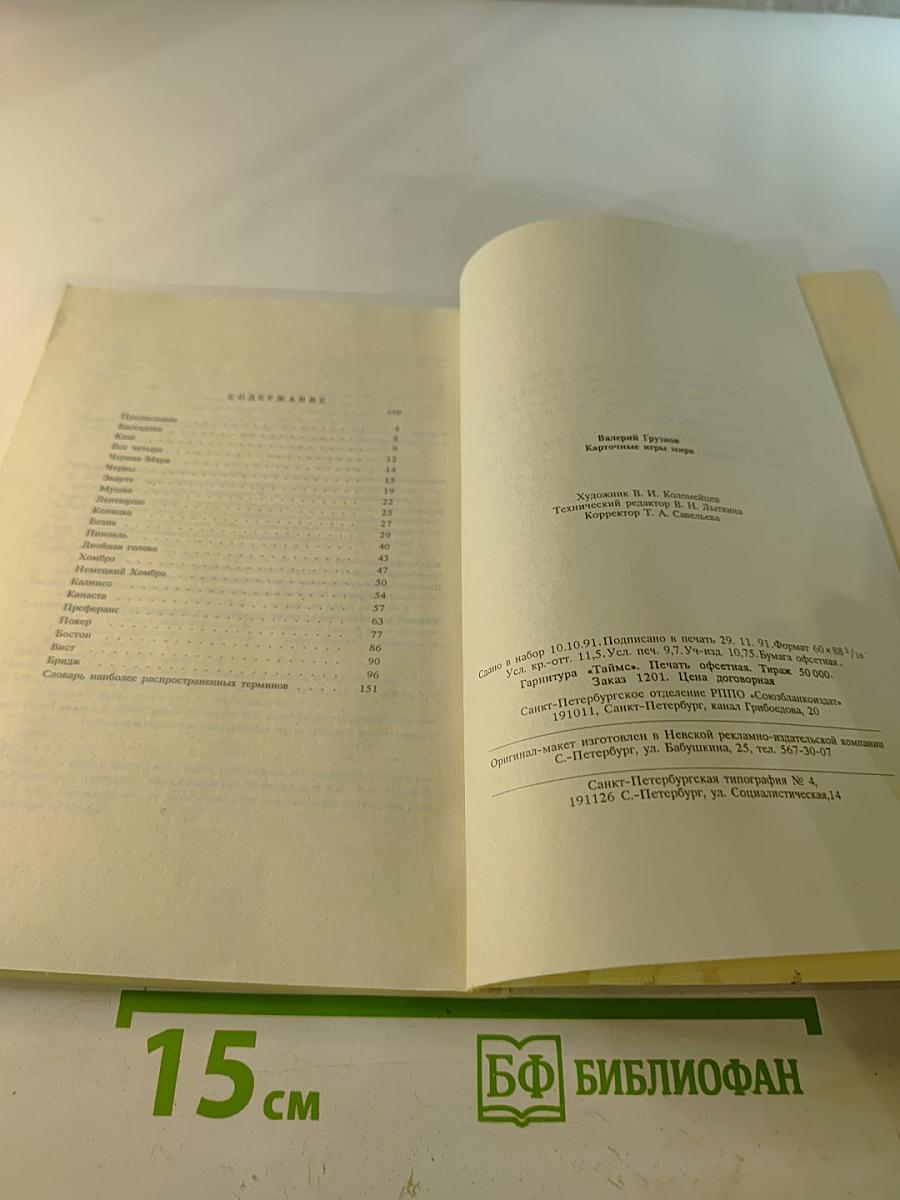 СОДЕРЖАНИЕ
стр
Предисловие 4
8
Кинг 9
Все четыре 12
Черная Мери 14
Червы 15
Экарте 19
Мушка 22
Лентюрлю 25
Копилка 27
Безик 29
Пинокль 40
Двойная голова 43
Хомбрэ 47
Немецкий Хомбрэ 50
Калипсо 54
Канаста 57
Преферанс 63
Покер 77
Бостон 86
Вист 90
Бридж 96
Словарь наиболее распространенных терминов 151
Валерий Грузнов
Карточные игры мира
Художник В. И. Коломейцев
Технический редактор В. Н. Лыткина
Корректор Т. А. Савельева
Сдано в набор 10.10.91. Подписано в печать 29. 11. 91. Формат 60×88 1/16
Усл. кр.-отт. 11,5. Усл. печ. 9,7. Уч-изд. 10,75. Бумага офсетная.
Гарнитура «Таймс». Печать офсетная. Тираж 50 000.
Заказ 1201. Цена договорная
Санкт-Петербургское отделение РППО «Союзбланкоиздат»
191011, Санкт-Петербург, канал Грибоедова, 20
Оригинал-макет изготовлен в Невской рекламно-издательской компании
С.-Петербург, ул. Бабушкина, 25, тел. 567-30-07
Санкт-Петербургская типография № 4,
191126 С.-Петербург, ул. Социалистическая,14
15 см
БФ БИБЛИОФАН